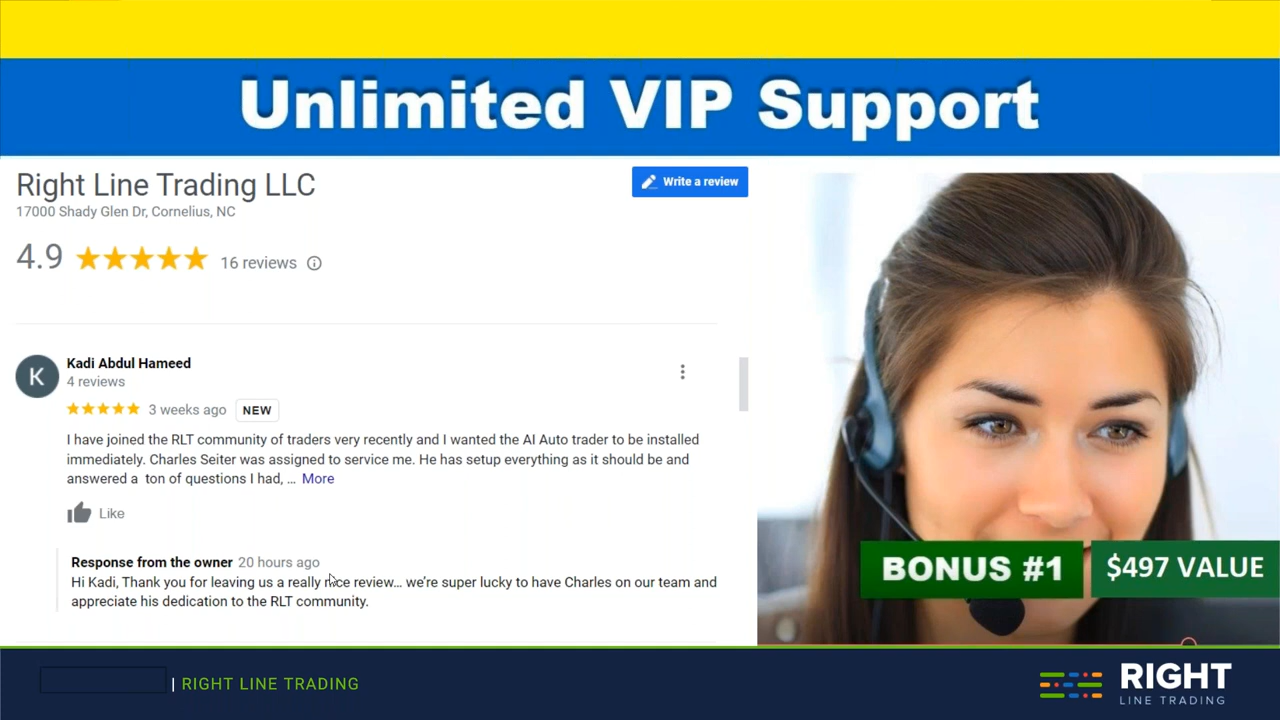 Unlimited VIP Support
Right Line Trading LLC
Write a review
17000 Shady Glen Dr, Cornelius, NC
4.9
16 reviews
K
Kadi Abdul Hameed
4 reviews
3 weeks ago
NEW
I have joined the RLT community of traders very recently and I wanted the AI Auto trader to be installed
immediately. Charles Seiter was assigned to service me. He has setup everything as it should be and
answered a ton of questions I had, ... More
Like
Response from the owner 20 hours ago
Hi Kadi, Thank you for leaving us a really nice review... we're super lucky to have Charles on our team and
appreciate his dedication to the RLT community.
BONUS #1
$497 VALUE
| RIGHT LINE TRADING
RIGHT
LINE TRADING